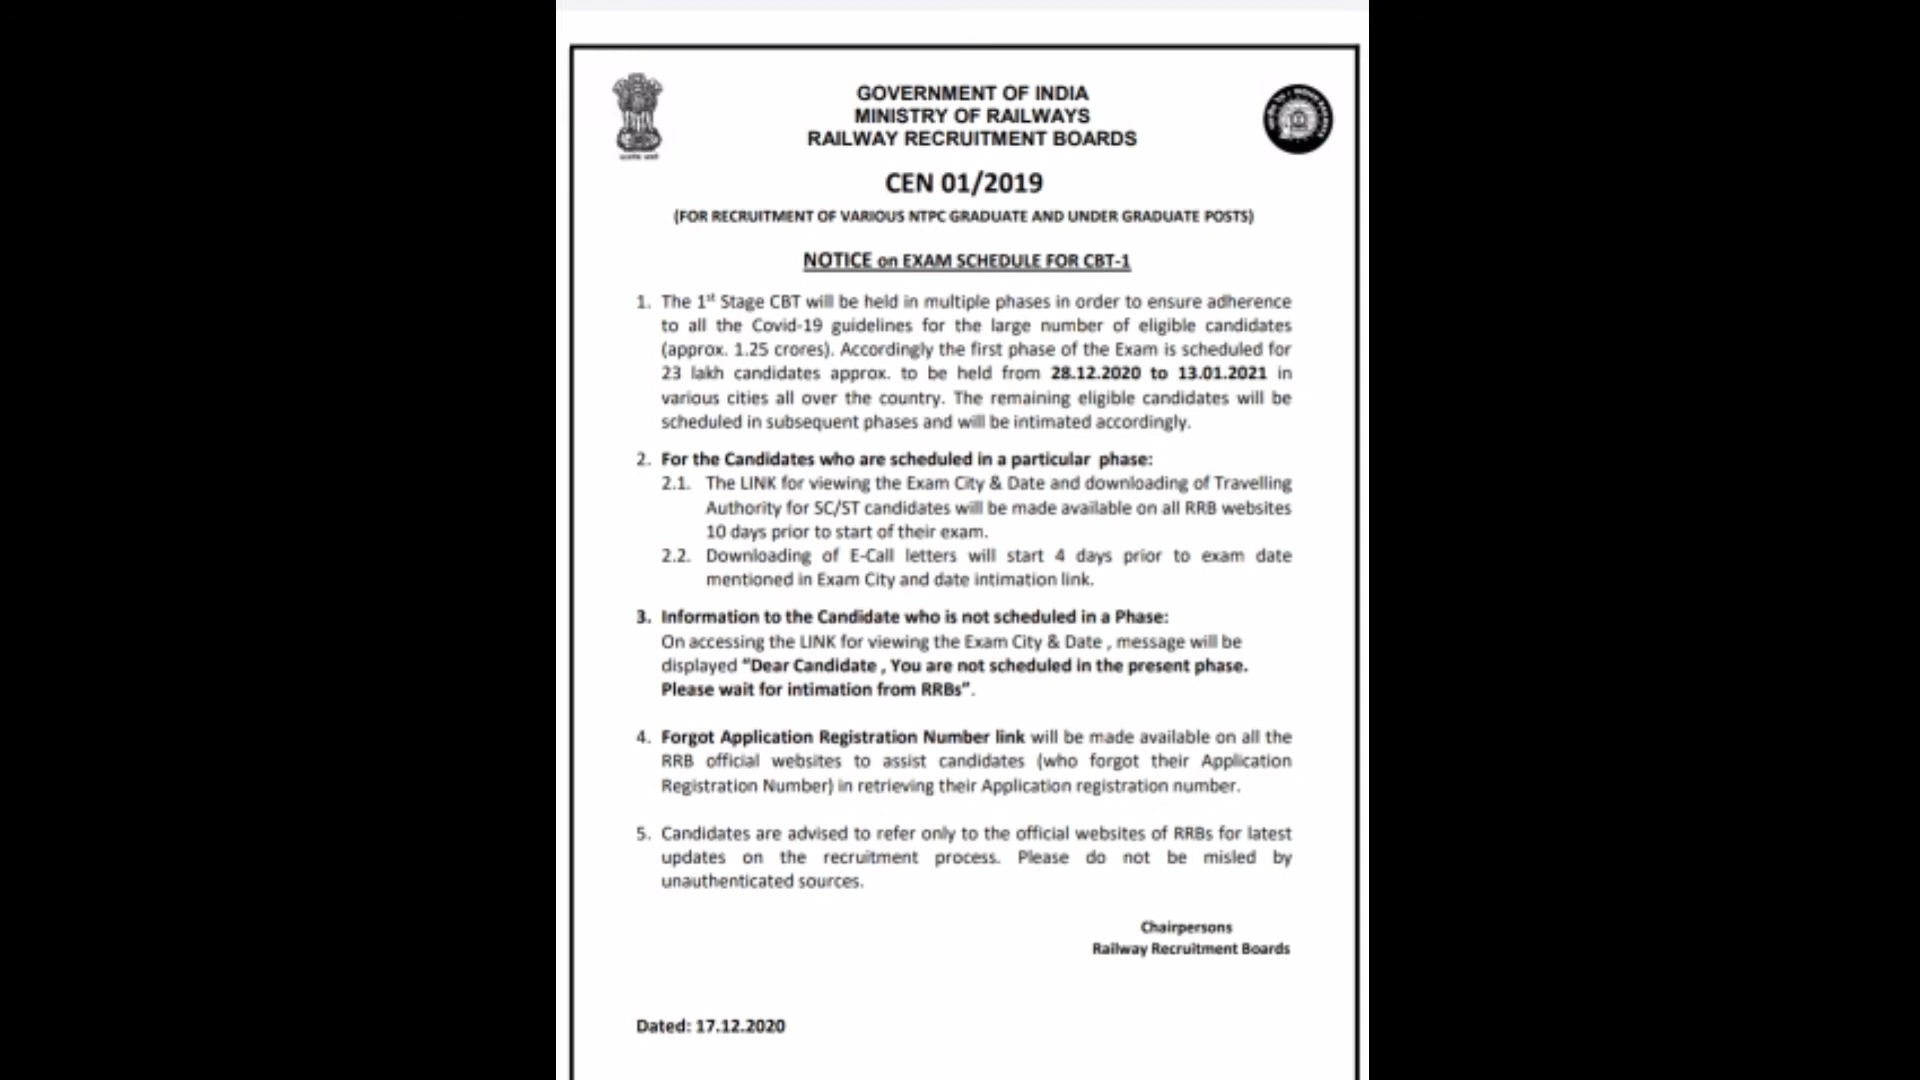 GOVERNMENT OF INDIA
MINISTRY OF RAILWAYS
RAILWAY RECRUITMENT BOARDS
CEN 01/2019
(FOR RECRUITMENT OF VARIOUS NTPC GRADUATE AND UNDER GRADUATE POSTS)
NOTICE on EXAM SCHEDULE FOR CBT-1
1. The 1st Stage CBT will be held in multiple phases in order to ensure adherence
to all the Covid-19 guidelines for the large number of eligible candidates
(approx. 1.25 crores). Accordingly the first phase of the Exam is scheduled for
23 lakh candidates approx. to be held from 28.12.2020 to 13.01.2021 in
various cities all over the country. The remaining eligible candidates will be
scheduled in subsequent phases and will be intimated accordingly.
2. For the Candidates who are scheduled in a particular phase:
2.1. The LINK for viewing the Exam City & Date and downloading of Travelling
Authority for SC/ST candidates will be made available on all RRB websites
10 days prior to start of their exam.
2.2. Downloading of E-Call letters will start 4 days prior to exam date
mentioned in Exam City and date intimation link.
3. Information to the Candidate who is not scheduled in a Phase:
On accessing the LINK for viewing the Exam City & Date , message will be
displayed "Dear Candidate , You are not scheduled in the present phase.
Please wait for intimation from RRBs".
4. Forgot Application Registration Number link will be made available on all the
RRB official websites to assist candidates (who forgot their Application
Registration Number) in retrieving their Application registration number.
5. Candidates are advised to refer only to the official websites of RRBs for latest
updates on the recruitment process. Please do not be misled by
unauthenticated sources.
Chairpersons
Railway Recruitment Boards
Dated: 17.12.2020